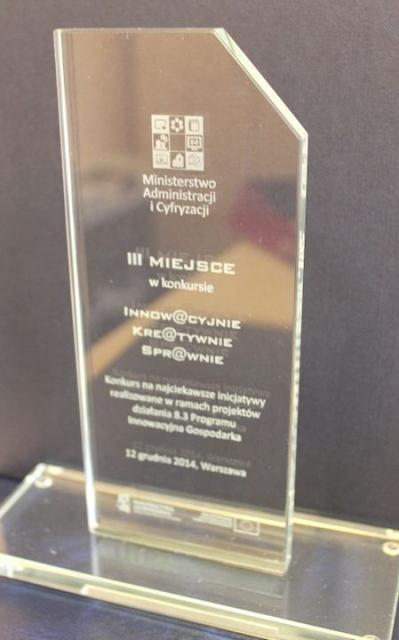 Ministerstwo
Administracji
i Cyfryzacji
III MIEJSCE
w konkursie
INNOW@CYJNIE
KRE@TYWNIE
SPR@WNIE
Konkurs na najciekawsze inicjatywy
realizowane w ramach projektów
działania 8.3 Programu
Innowacyjna Gospodarka
12 grudnia 2014, Warszawa